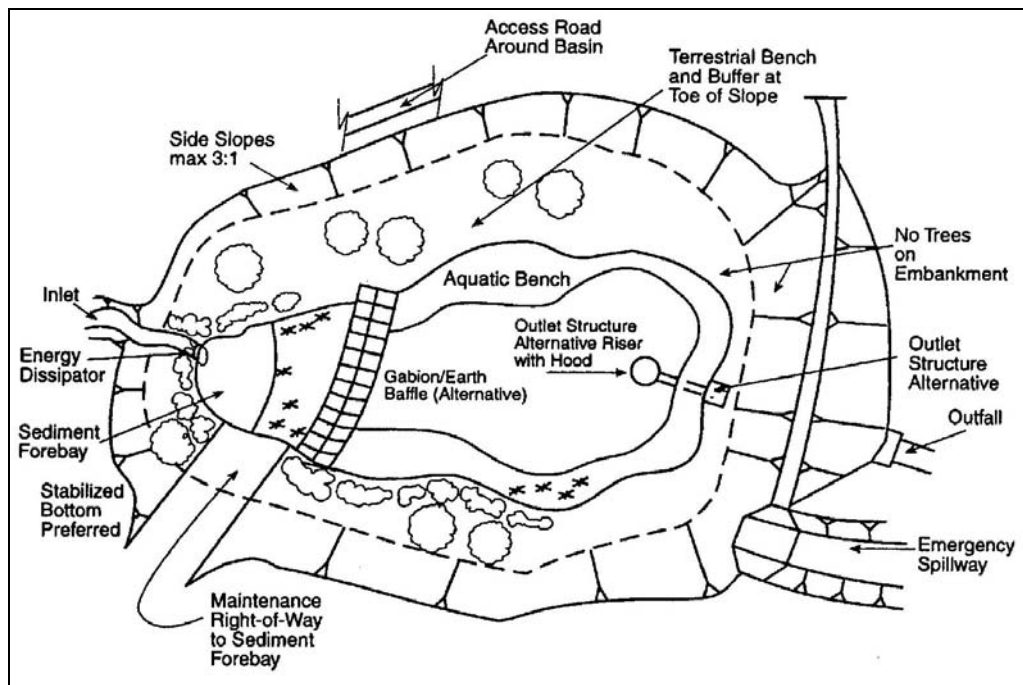 Access Road
Around Basin
Terrestrial Bench
and Buffer at
Toe of Slope
Side Slopes
max 3:1
No Trees
on
Embankment
Inlet
Aquatic Bench
Energy
Dissipator
Outlet Structure
Alternative Riser
with Hood
Outlet
Structure
Alternative
Gabion/Earth
Baffle (Alternative)
Sediment
Forebay
Outfall
Stabilized
Bottom
Preferred
Emergency
Spillway
Maintenance
Right-of-Way
to Sediment
Forebay